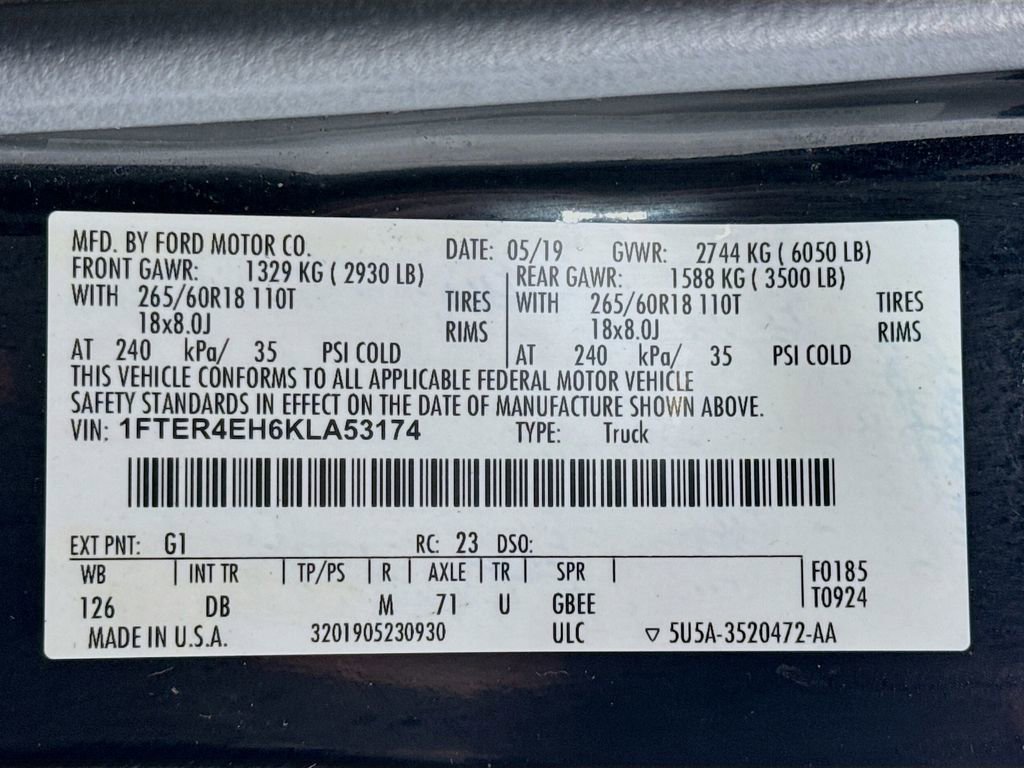 MFD. BY FORD MOTOR CO. DATE: 05/19 GVWR: 2744 KG ( 6050 LB)
FRONT GAWR: 1329 KG ( 2930 LB) REAR GAWR: 1588 KG ( 3500 LB)
WITH 265/60R18 110T TIRES WITH 265/60R18 110T TIRES
18x8.0J RIMS 18x8.0J RIMS
AT 240 kPa/ 35 PSI COLD AT 240 kPa/ 35 PSI COLD
THIS VEHICLE CONFORMS TO ALL APPLICABLE FEDERAL MOTOR VEHICLE
SAFETY STANDARDS IN EFFECT ON THE DATE OF MANUFACTURE SHOWN ABOVE.
VIN: 1FTER4EH6KLA53174 TYPE: Truck
EXT PNT: G1 RC: 23 DSO:
WB INT TR TP/PS R AXLE TR SPR F0185
126 DB M 71 U GBEE T0924
MADE IN U.S.A. 3201905230930 ULC ▽ 5U5A-3520472-AA